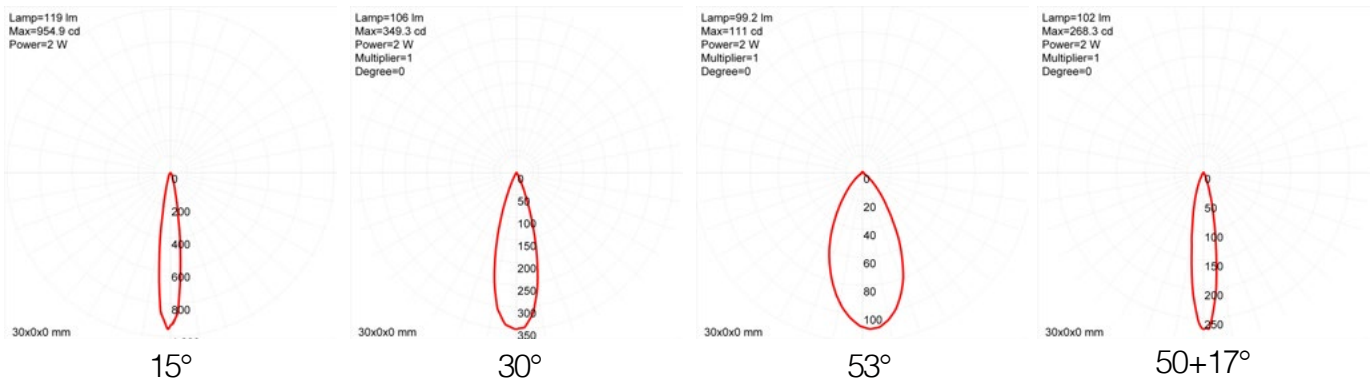 Lamp=119 lm
Max=954.9 cd
Power=2 W
0
200
400
600
800
30x0x0 mm
15°
Lamp=106 lm
Max=349.3 cd
Power=2 W
Multiplier=1
Degree=0
0
50
100
150
200
250
300
350
30x0x0 mm
30°
Lamp=99.2 lm
Max=111 cd
Power=2 W
Multiplier=1
Degree=0
0
20
40
60
80
100
30x0x0 mm
53°
Lamp=102 lm
Max=268.3 cd
Power=2 W
Multiplier=1
Degree=0
0
50
100
150
200
250
30x0x0 mm
50+17°